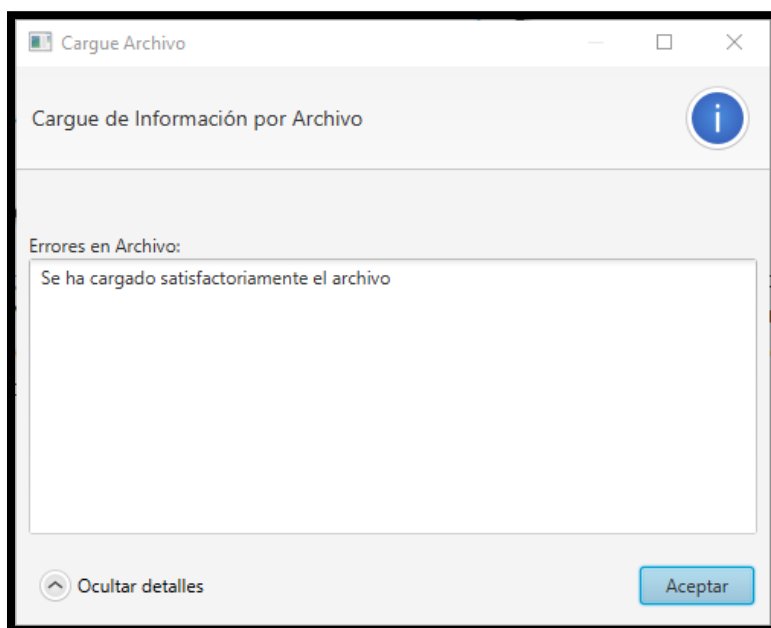 Cargue Archivo
Cargue de Información por Archivo
Errores en Archivo:
Se ha cargado satisfactoriamente el archivo
Ocultar detalles
Aceptar